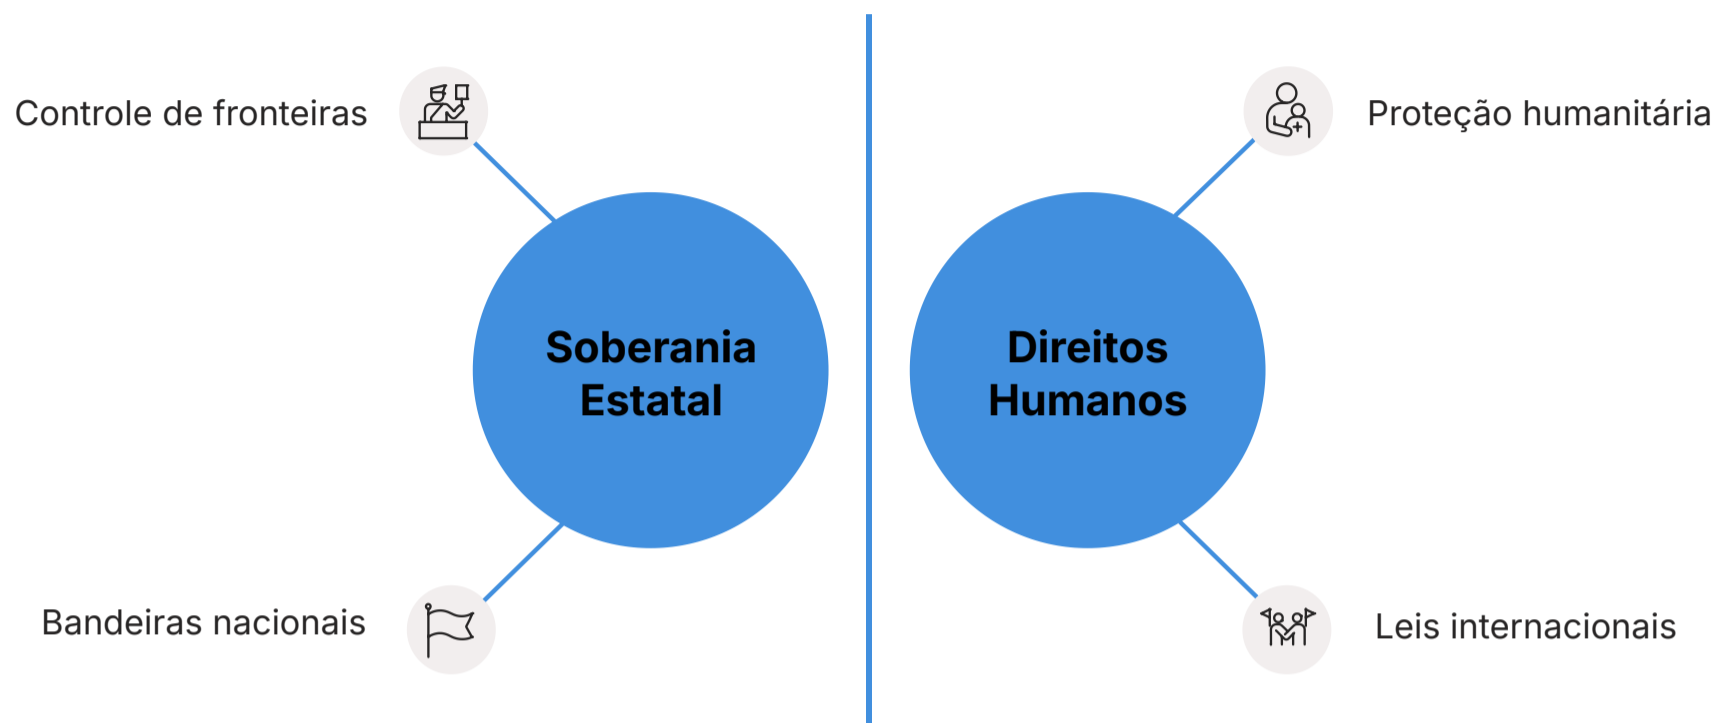 Controle de fronteiras
Proteção humanitária
Soberania
Estatal
Direitos
Humanos
Bandeiras nacionais
Leis internacionais